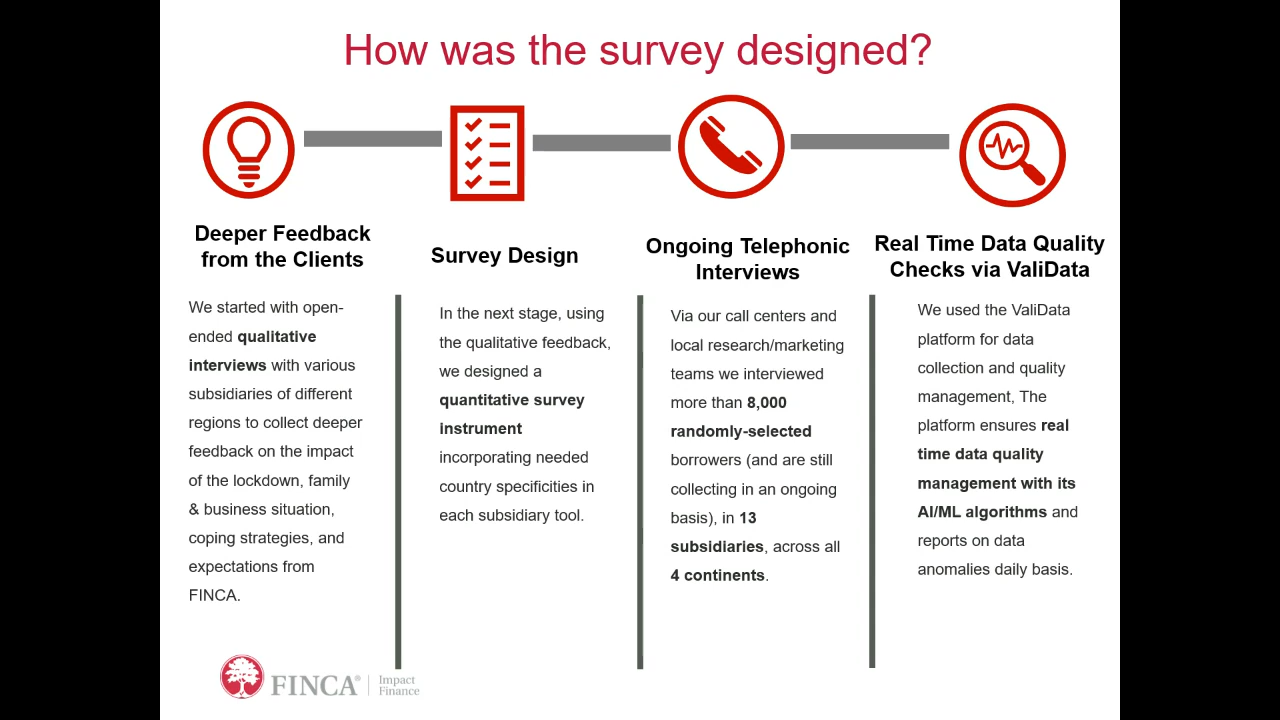 How was the survey designed?
Deeper Feedback
from the Clients
We started with open-
ended qualitative
interviews with various
subsidiaries of different
regions to collect deeper
feedback on the impact
of the lockdown, family
& business situation,
coping strategies, and
expectations from
FINCA.
Survey Design
In the next stage, using
the qualitative feedback,
we designed a
quantitative survey
instrument
incorporating needed
country specificities in
each subsidiary tool.
Ongoing Telephonic
Interviews
Via our call centers and
local research/marketing
teams we interviewed
more than 8,000
randomly-selected
borrowers (and are still
collecting in an ongoing
basis), in 13
subsidiaries, across all
4 continents.
Real Time Data Quality
Checks via ValiData
We used the ValiData
platform for data
collection and quality
management, The
platform ensures real
time data quality
management with its
AI/ML algorithms and
reports on data
anomalies daily basis.
FINCA®
Impact
Finance